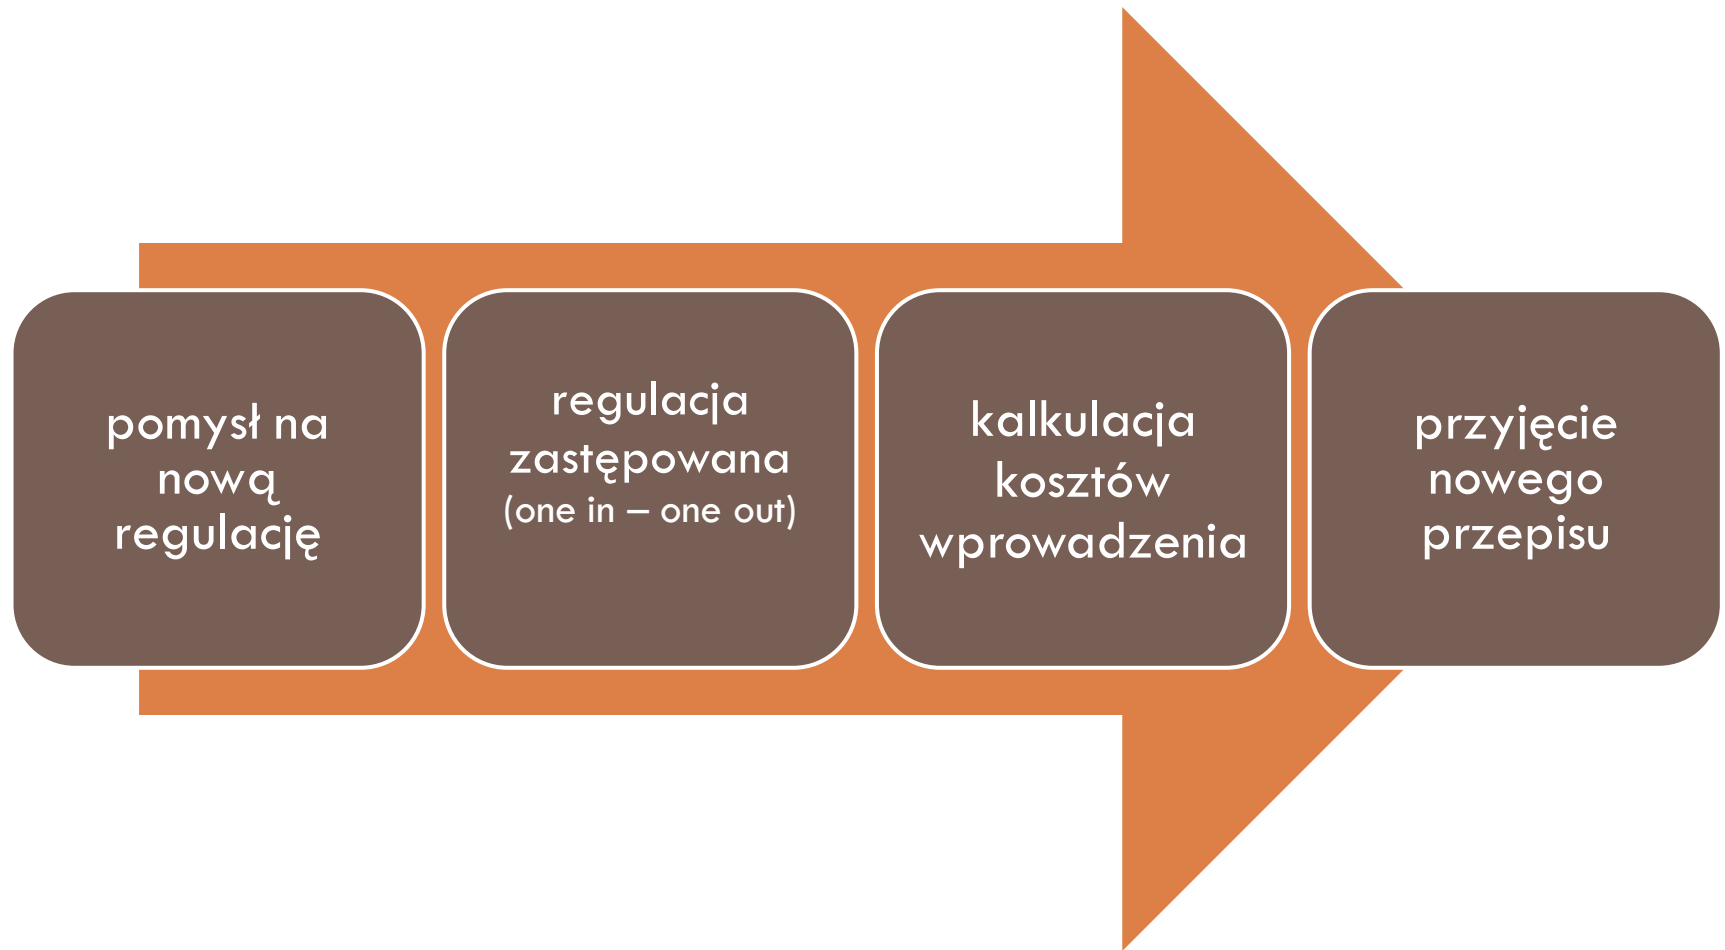 pomysł na
nową
regulację
regulacja
zastępowana
(one in – one out)
kalkulacja
kosztów
wprowadzenia
przyjęcie
nowego
przepisu